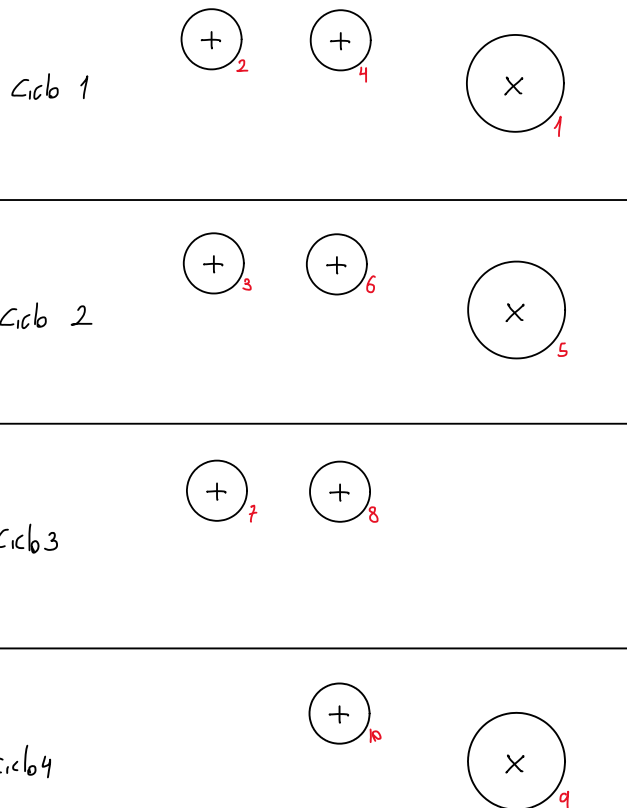 + 2 + 4
Ciclo 1 × 1
+ 3 + 6
Ciclo 2 × 5
+ 7 + 8
Ciclo 3
+ 10
Ciclo 4 × 9